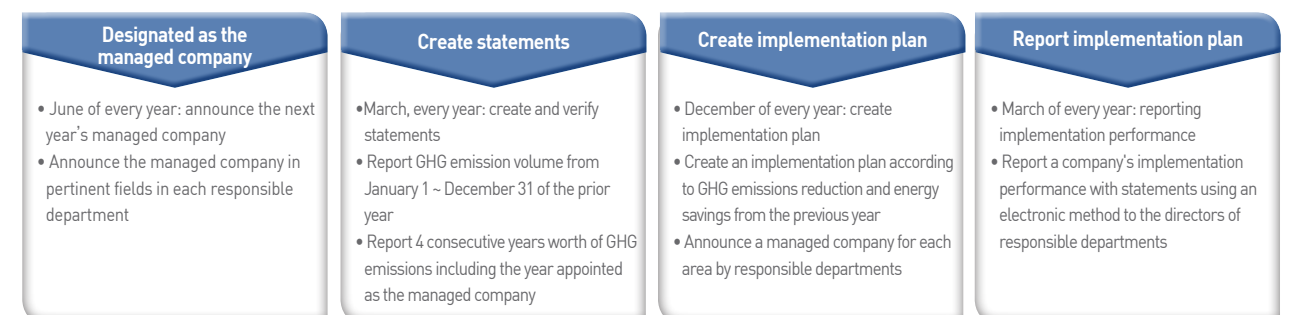 Designated as the
managed company
• June of every year: announce the next
year's managed company
• Announce the managed company in
pertinent fields in each responsible
department
Create statements
•March, every year: create and verify
statements
• Report GHG emission volume from
January 1 ~ December 31 of the prior
year
• Report 4 consecutive years worth of GHG
emissions including the year appointed
as the managed company
Create implementation plan
• December of every year: create
implementation plan
• Create an implementation plan according
to GHG emissions reduction and energy
savings from the previous year
• Announce a managed company for each
area by responsible departments
Report implementation plan
• March of every year: reporting
implementation performance
• Report a company's implementation
performance with statements using an
electronic method to the directors of
responsible departments